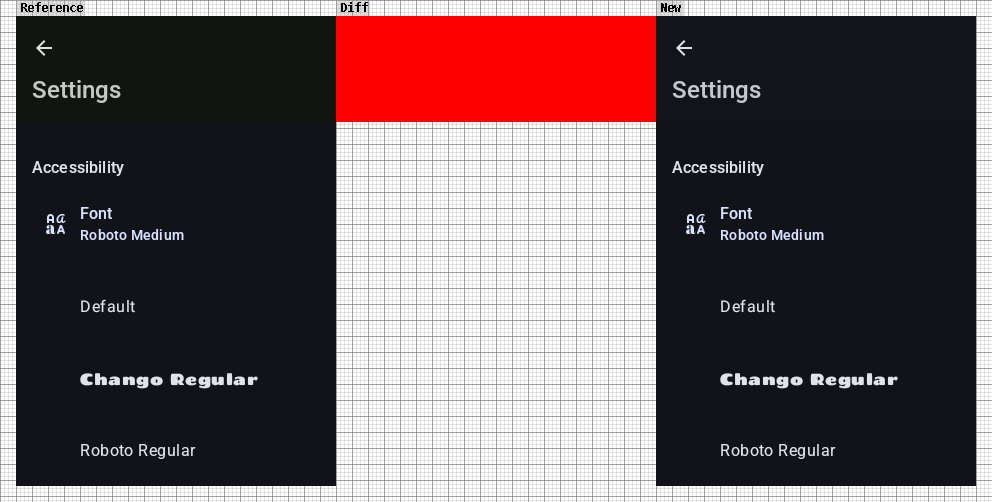 Reference
Diff
New
Settings
Accessibility
Font
Roboto Medium
Default
Chango Regular
Roboto Regular
Settings
Accessibility
Font
Roboto Medium
Default
Chango Regular
Roboto Regular